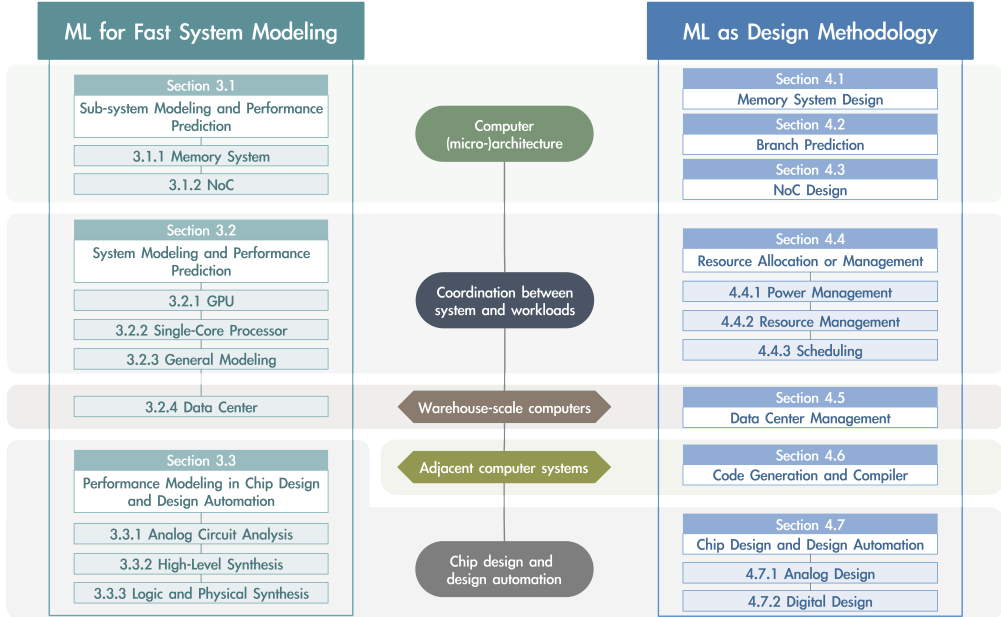 ML for Fast System Modeling
Section 3.1
Sub-system Modeling and Performance
Prediction
3.1.1 Memory System
3.1.2 NoC
Section 3.2
System Modeling and Performance
Prediction
3.2.1 GPU
3.2.2 Single-Core Processor
3.2.3 General Modeling
3.2.4 Data Center
Section 3.3
Performance Modeling in Chip Design
and Design Automation
3.3.1 Analog Circuit Analysis
3.3.2 High-Level Synthesis
3.3.3 Logic and Physical Synthesis
Computer
(micro-)architecture
Coordination between
system and workloads
Warehouse-scale computers
Adjacent computer systems
Chip design and
design automation
ML as Design Methodology
Section 4.1
Memory System Design
Section 4.2
Branch Prediction
Section 4.3
NoC Design
Section 4.4
Resource Allocation or Management
4.4.1 Power Management
4.4.2 Resource Management
4.4.3 Scheduling
Section 4.5
Data Center Management
Section 4.6
Code Generation and Compiler
Section 4.7
Chip Design and Design Automation
4.7.1 Analog Design
4.7.2 Digital Design